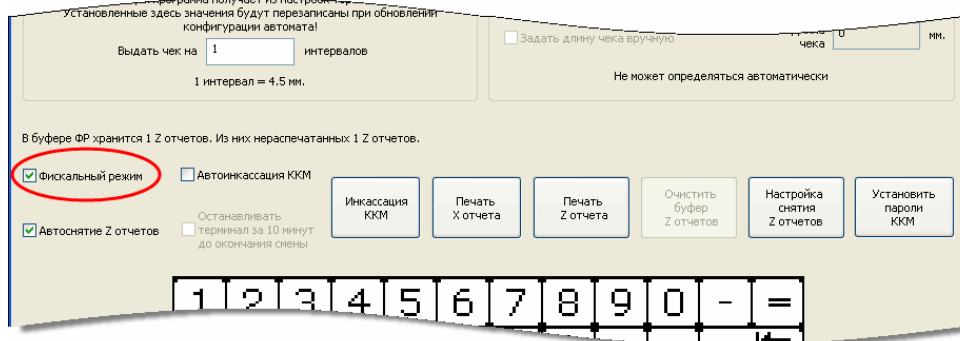 Установленные здесь значения будут перезаписаны при обновлении
конфигурации автомата!
Выдать чек на 1 интервалов
1 интервал = 4.5 мм.
Задать длину чека вручную
чека 0 мм.
Не может определяться автоматически
В буфере ФР хранится 1 Z отчетов. Из них нераспечатанных 1 Z отчетов.
Фискальный режим
Автоинкассация ККМ
Автоснятие Z отчетов
Останавливать
терминал за 10 минут
до окончания смены
Инкассация
ККМ
Печать
X отчета
Печать
Z отчета
Очистить
буфер
Z отчетов
Настройка
снятия
Z отчетов
Установить
пароли
ККМ
1 2 3 4 5 6 7 8 9 0 - =